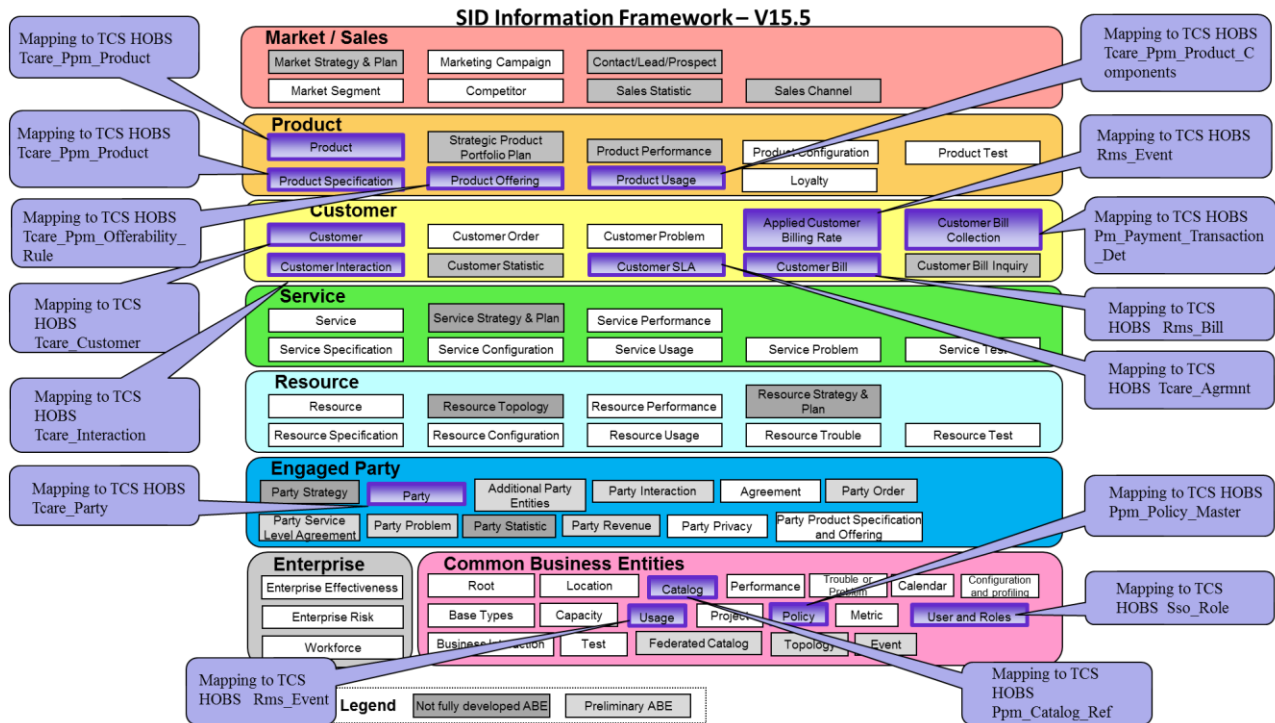 SID Information Framework – V15.5
Mapping to TCS HOBS
Tcare_Ppm_Product
Mapping to TCS HOBS
Tcare_Ppm_Product
Mapping to TCS HOBS
Tcare_Ppm_Offerability_
Rule
Mapping to TCS
HOBS
Tcare_Customer
Mapping to TCS
HOBS
Tcare_Interaction
Mapping to TCS HOBS
Tcare_Party
Market / Sales
Market Strategy & Plan
Marketing Campaign
Contact/Lead/Prospect
Market Segment
Competitor
Sales Statistic
Sales Channel
Product
Product
Strategic Product
Portfolio Plan
Product Performance
Product Configuration
Product Test
Product Specification
Product Offering
Product Usage
Loyalty
Customer
Customer
Customer Order
Customer Problem
Applied Customer
Billing Rate
Customer Bill
Collection
Customer Interaction
Customer Statistic
Customer SLA
Customer Bill
Customer Bill Inquiry
Service
Service
Service Strategy & Plan
Service Performance
Service Specification
Service Configuration
Service Usage
Service Problem
Service Test
Resource
Resource
Resource Topology
Resource Performance
Resource Strategy &
Plan
Resource Specification
Resource Configuration
Resource Usage
Resource Trouble
Resource Test
Engaged Party
Party Strategy
Party
Additional Party
Entities
Party Interaction
Agreement
Party Order
Party Service
Level Agreement
Party Problem
Party Statistic
Party Revenue
Party Privacy
Party Product Specification
and Offering
Enterprise
Enterprise Effectiveness
Enterprise Risk
Workforce
Common Business Entities
Root
Location
Catalog
Performance
Trouble or
Problem
Calendar
Configuration
and profiling
Base Types
Capacity
Usage
Project
Policy
Metric
User and Roles
Business Interaction
Test
Federated Catalog
Topology
Event
Mapping to TCS HOBS
Tcare_Ppm_Product_C
omponents
Mapping to TCS HOBS
Rms_Event
Mapping to TCS HOBS
Pm_Payment_Transaction
_Det
Mapping to TCS
HOBS Rms_Bill
Mapping to TCS
HOBS Tcare_Agrmnt
Mapping to TCS HOBS
Ppm_Policy_Master
Mapping to TCS
HOBS Sso_Role
Mapping to TCS
HOBS Rms_Event
Mapping to TCS
HOBS
Ppm_Catalog_Ref
Legend
Not fully developed ABE
Preliminary ABE